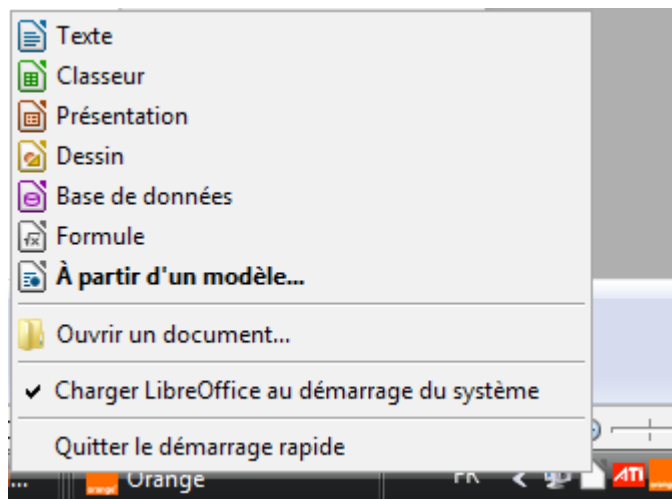 Texte
Classeur
Présentation
Dessin
Base de données
Formule
À partir d'un modèle...
Ouvrir un document...
Charger LibreOffice au démarrage du système
Quitter le démarrage rapide
... Orange FR ATI